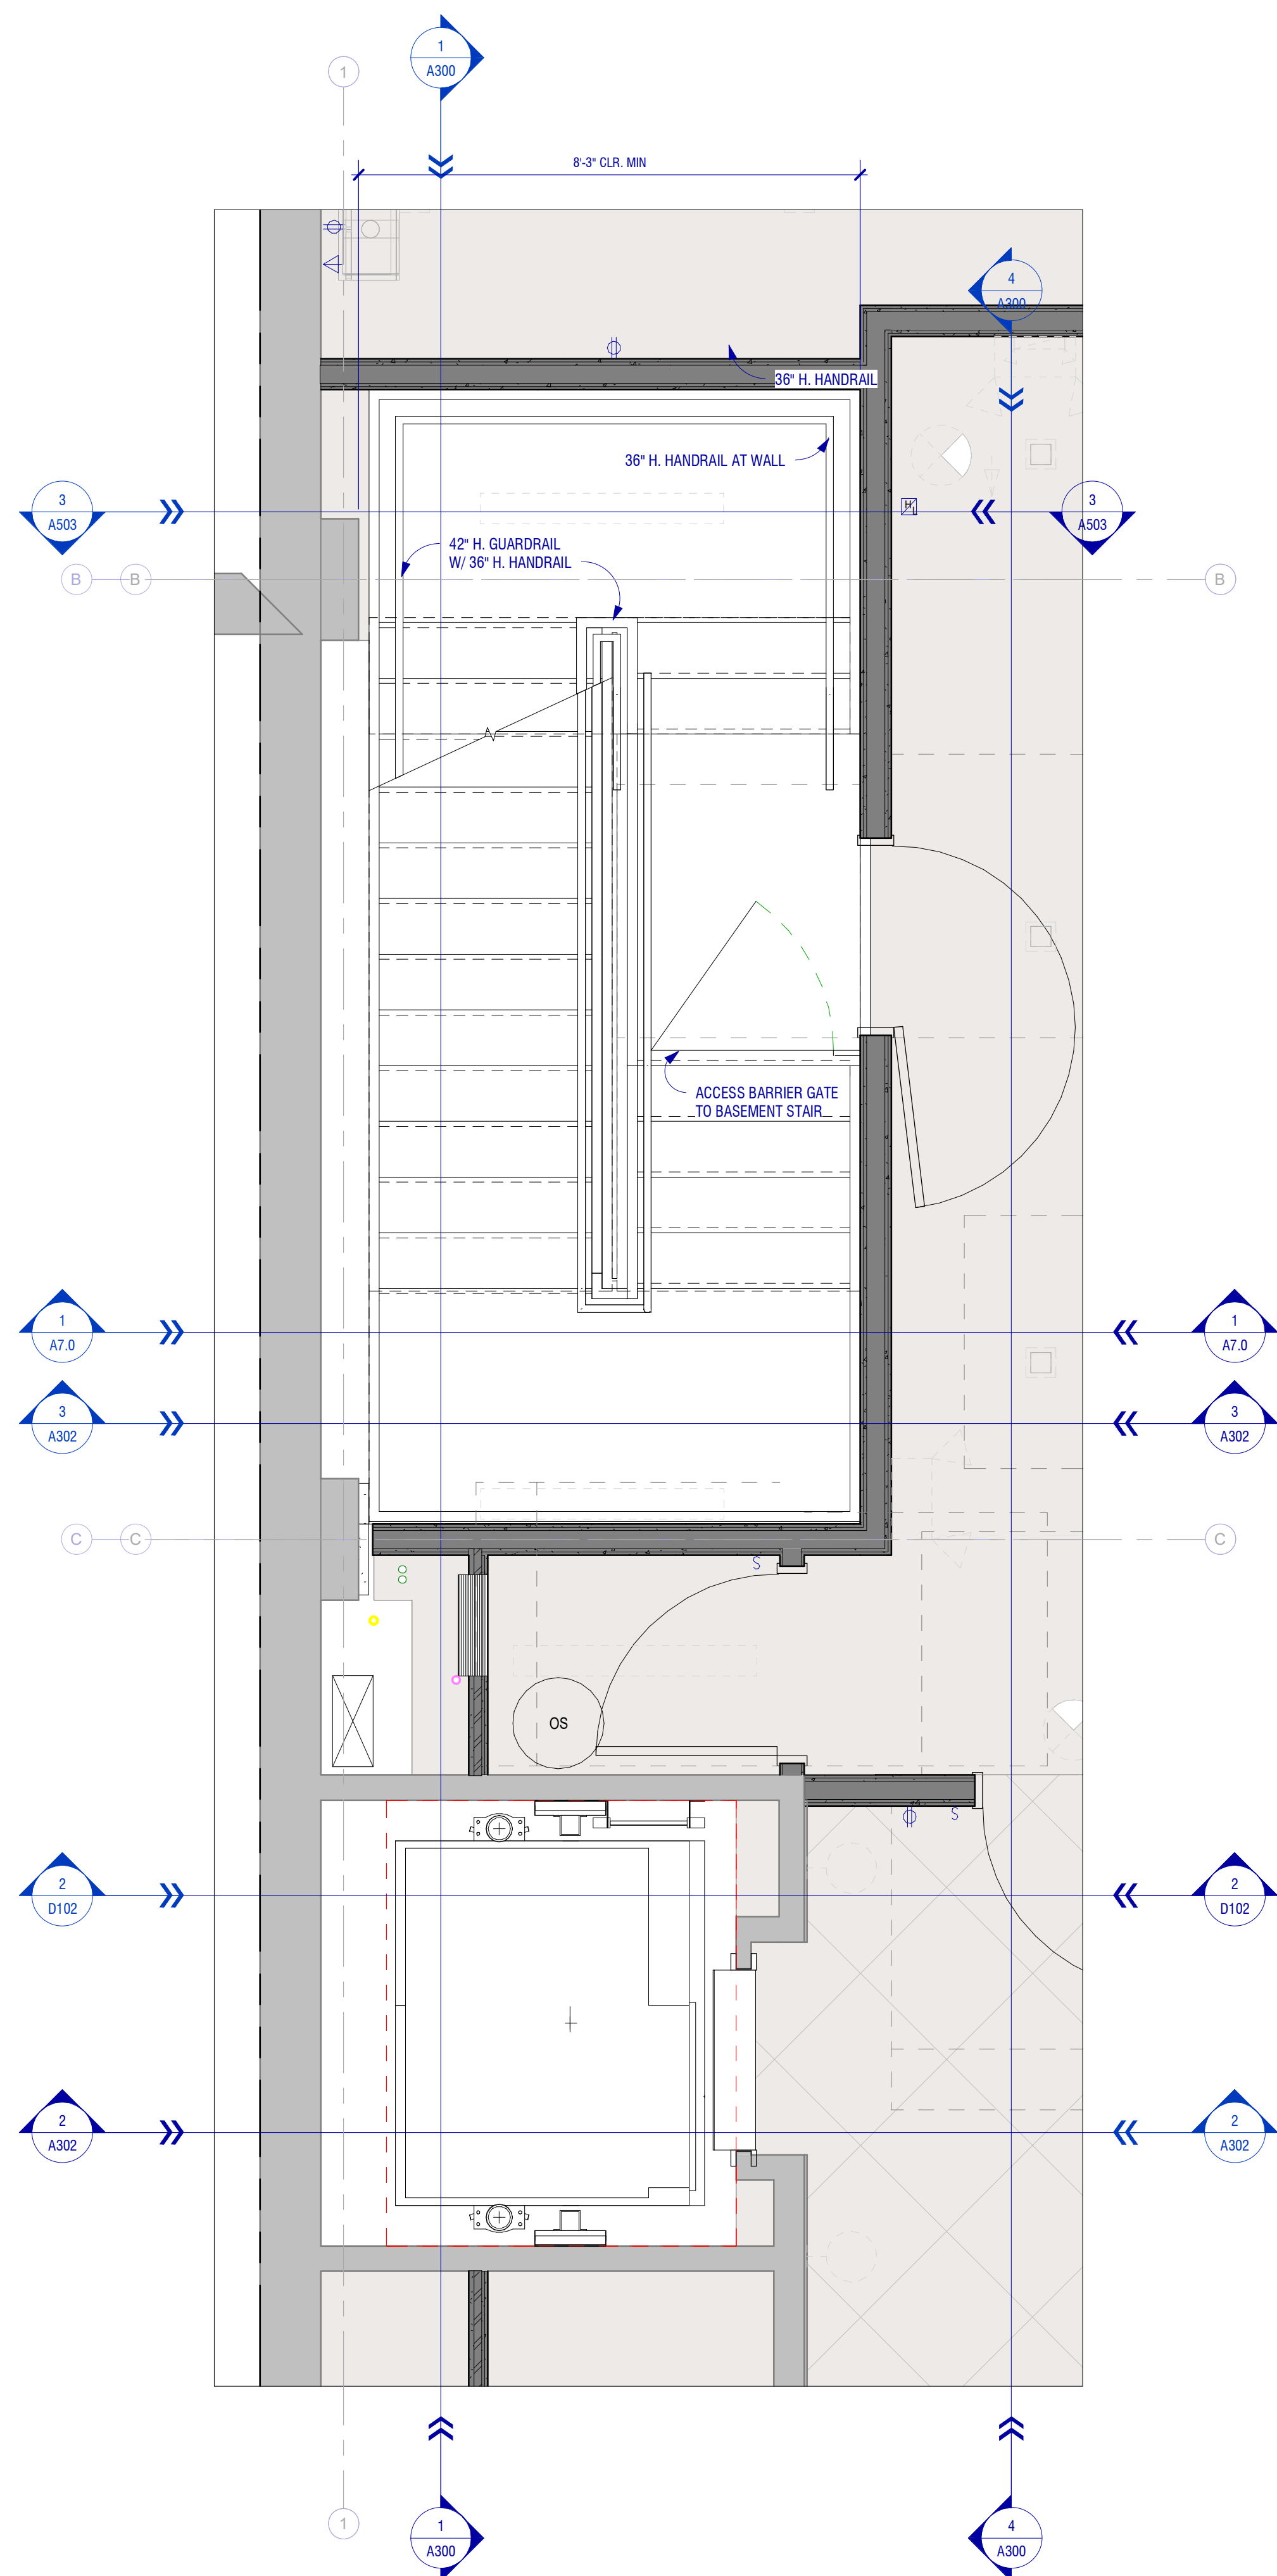 1
A300
1
8'-3" CLR. MIN
4
A300
36" H. HANDRAIL
36" H. HANDRAIL AT WALL
3
A503
H
L
3
A503
42" H. GUARDRAIL
W/ 36" H. HANDRAIL
B
B
B
ACCESS BARRIER GATE
TO BASEMENT STAIR
1
A7.0
1
A7.0
3
A302
3
A302
C
C
C
S
OS
S
2
D102
2
D102
2
A302
2
A302
1
1
A300
4
A300